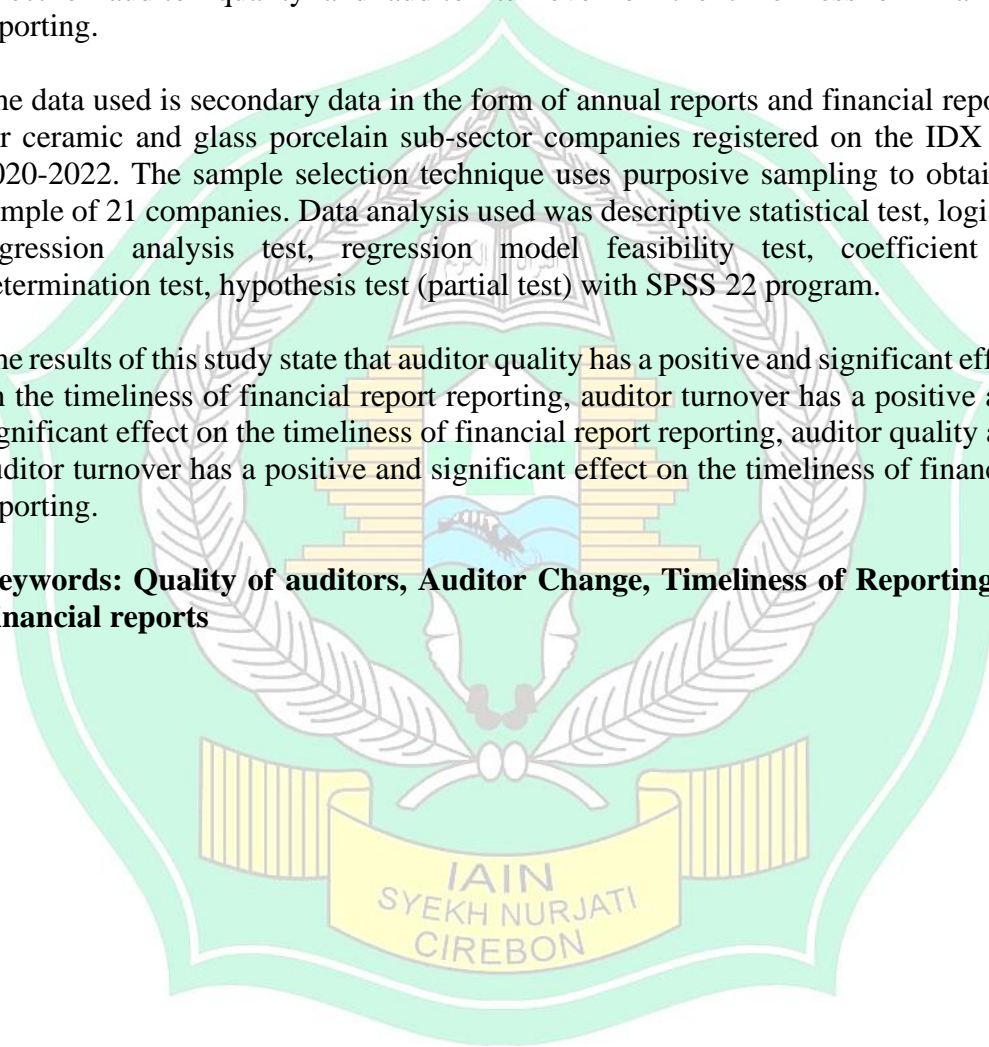 porting.
ne data used is secondary data in the form of annual reports and financial repo
r ceramic and glass porcelain sub-sector companies registered on the IDX
020-2022. The sample selection technique uses purposive sampling to obtai
mple of 21 companies. Data analysis used was descriptive statistical test, logi
gression analysis test, regression model feasibility test, coefficient
etermination test, hypothesis test (partial test) with SPSS 22 program.
ne results of this study state that auditor quality has a positive and significant eff
n the timeliness of financial report reporting, auditor turnover has a positive a
gnificant effect on the timeliness of financial report reporting, auditor quality a
uditor turnover has a positive and significant effect on the timeliness of financ
porting.
eywords: Quality of auditors, Auditor Change, Timeliness of Reporting
inancial reports
IAIN
SYEKH NURJATI
CIREBON